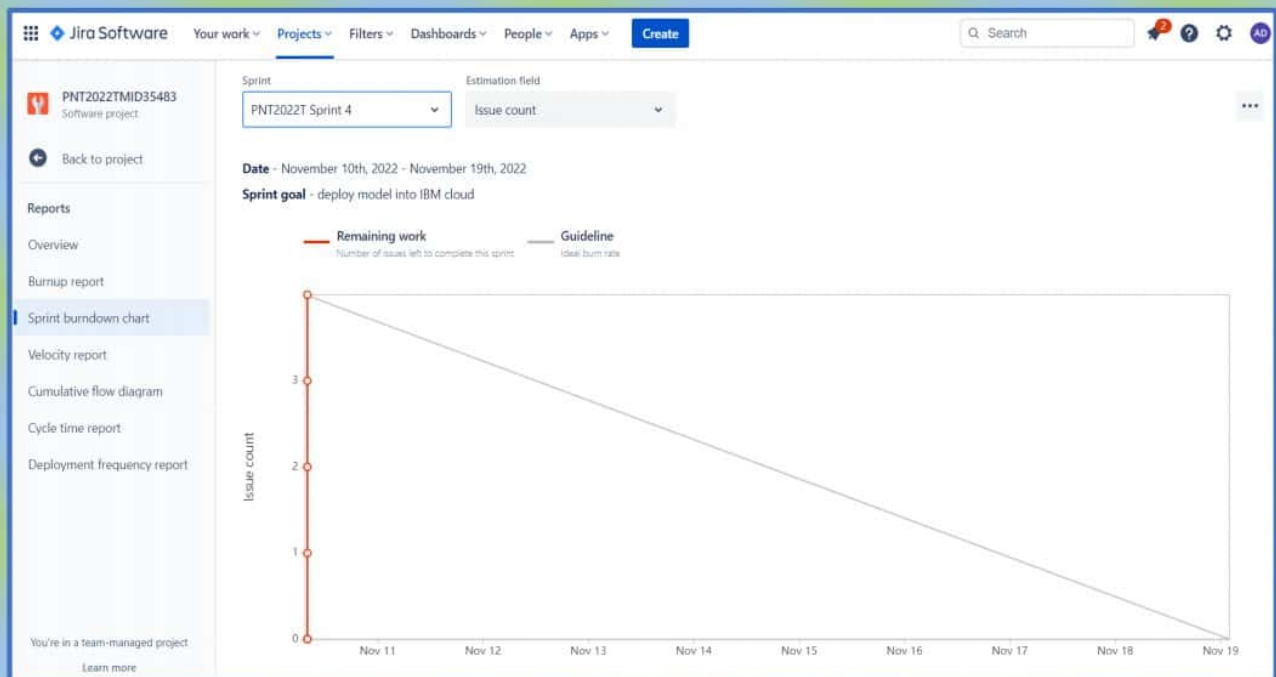 Jira Software Your work Projects Filters Dashboards People Apps Create Search 2 AD
PNT2022TMID35483
Software project
Back to project
Reports
Overview
Burnup report
Sprint burndown chart
Velocity report
Cumulative flow diagram
Cycle time report
Deployment frequency report
You're in a team-managed project
Learn more
Sprint Estimation field
PNT2022T Sprint 4 Issue count
Date - November 10th, 2022 - November 19th, 2022
Sprint goal - deploy model into IBM cloud
Remaining work Guideline
Number of issues left to complete this sprint Ideal burn rate
Issue count
3
2
1
0
Nov 11 Nov 12 Nov 13 Nov 14 Nov 15 Nov 16 Nov 17 Nov 18 Nov 19